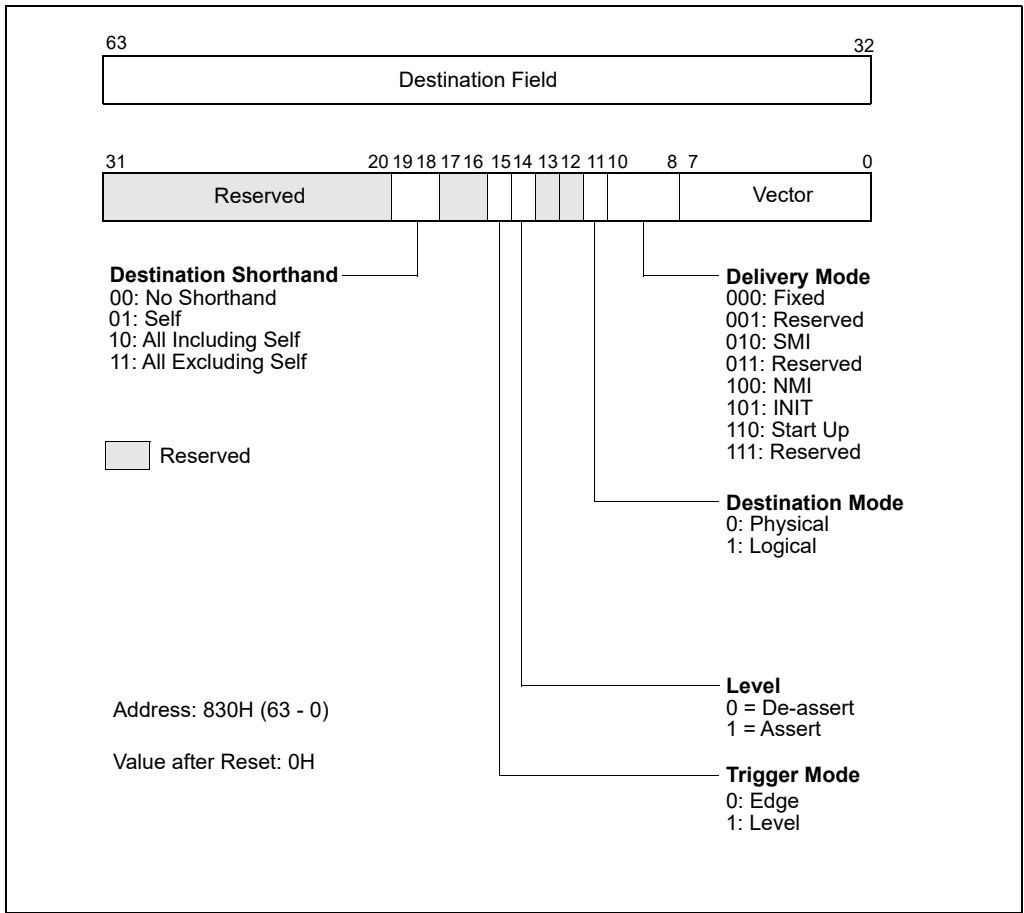 63 32
Destination Field
31 20 19 18 17 16 15 14 13 12 11 10 8 7 0
Reserved Vector
Destination Shorthand
00: No Shorthand
01: Self
10: All Including Self
11: All Excluding Self
Reserved
Delivery Mode
000: Fixed
001: Reserved
010: SMI
011: Reserved
100: NMI
101: INIT
110: Start Up
111: Reserved
Destination Mode
0: Physical
1: Logical
Level
0 = De-assert
1 = Assert
Address: 830H (63 - 0)
Value after Reset: 0H
Trigger Mode
0: Edge
1: Level